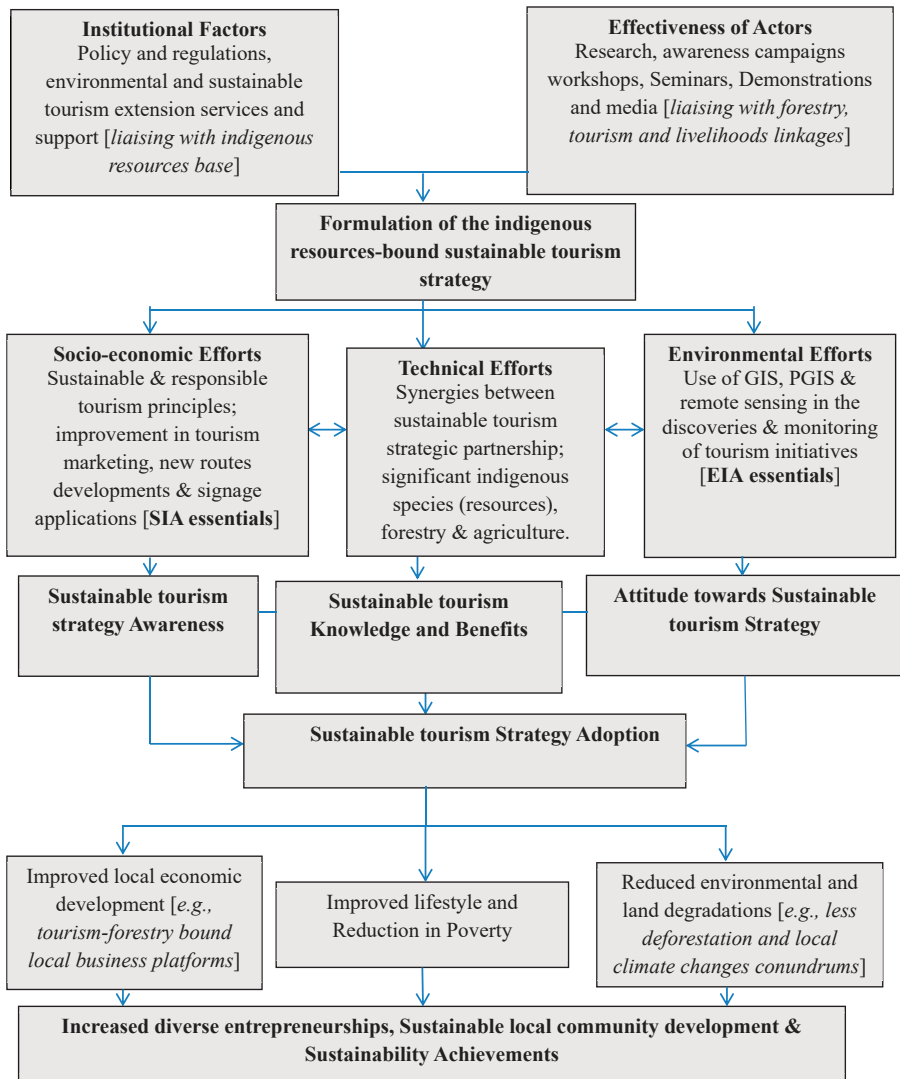 Institutional Factors
Policy and regulations,
environmental and sustainable
tourism extension services and
support [liaising with indigenous
resources base]
Effectiveness of Actors
Research, awareness campaigns
workshops, Seminars, Demonstrations
and media [liaising with forestry,
tourism and livelihoods linkages]
Formulation of the indigenous
resources-bound sustainable tourism
strategy
Socio-economic Efforts
Sustainable & responsible
tourism principles;
improvement in tourism
marketing, new routes
developments & signage
applications [SIA essentials]
Technical Efforts
Synergies between
sustainable tourism
strategic partnership;
significant indigenous
species (resources),
forestry & agriculture.
Environmental Efforts
Use of GIS, PGIS &
remote sensing in the
discoveries & monitoring
of tourism initiatives
[EIA essentials]
Sustainable tourism
strategy Awareness
Sustainable tourism
Knowledge and Benefits
Attitude towards Sustainable
tourism Strategy
Sustainable tourism Strategy Adoption
Improved local economic
development [e.g.,
tourism-forestry bound
local business platforms]
Improved lifestyle and
Reduction in Poverty
Reduced environmental and
land degradations [e.g., less
deforestation and local
climate changes conundrums]
Increased diverse entrepreneurships, Sustainable local community development &
Sustainability Achievements